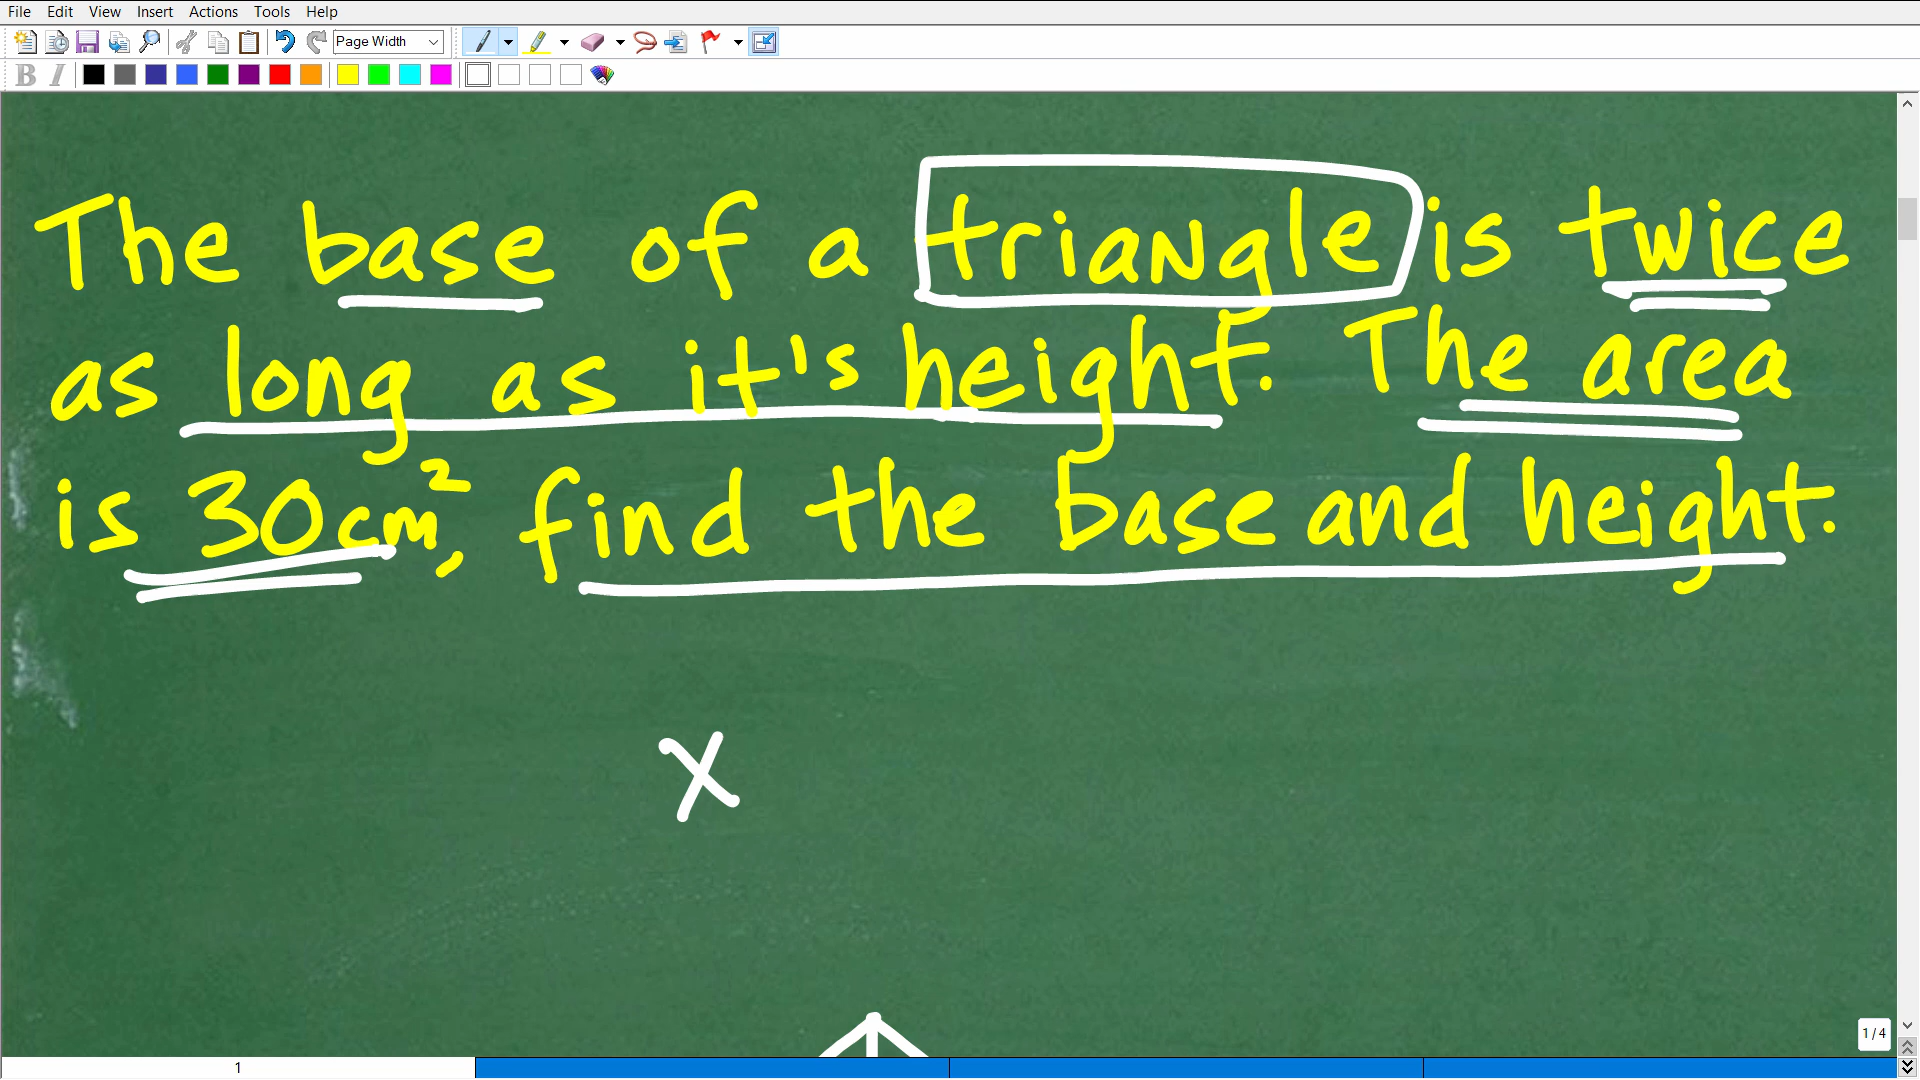 File Edit View Insert Actions Tools Help
Page Width
B I
The base of a triangle is twice
as long as it's height. The area
is 30cm², find the base and height.
x
1 / 4
1